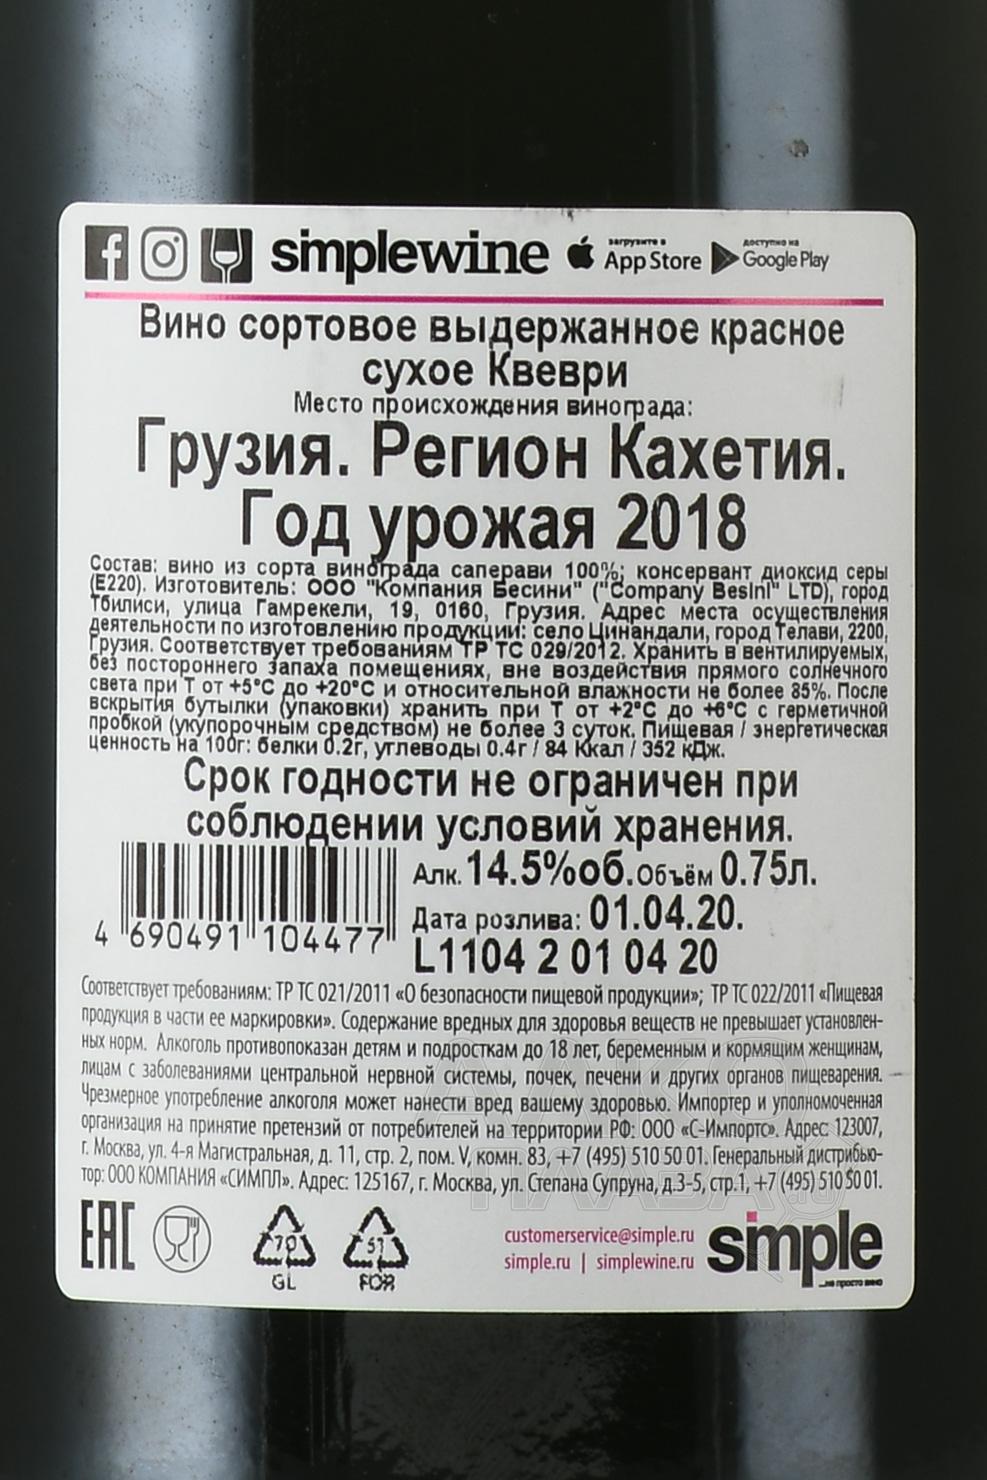 simplewine загрузите в App Store доступно на Google Play
Вино сортовое выдержанное красное
сухое Квеври
Место происхождения винограда:
Грузия. Регион Кахетия.
Год урожая 2018
Состав: вино из сорта винограда саперави 100%; консервант диоксид серы
(Е220). Изготовитель: ООО "Компания Бесини" ("Company BesInI" LTD), город
Тбилиси, улица Гамрекели, 19, 0160, Грузия. Адрес места осуществления
деятельности по изготовлению продукции: село Цинандали, город Телави, 2200,
Грузия. Соответствует требованиям ТР ТС 029/2012. Хранить в вентилируемых,
без постороннего запаха помещениях, вне воздействия прямого солнечного
света при Т от +5°С до +20°С и относительной влажности не более 85%. После
вскрытия бутылки (упаковки) хранить при Т от +2°С до +6°С с герметичной
пробкой (укупорочным средством) не более 3 суток. Пищевая / энергетическая
ценность на 100г: белки 0.2г, углеводы 0.4г / 84 Ккал / 352 кДж.
Срок годности не ограничен при
соблюдении условий хранения.
Алк. 14.5%об. Объём 0.75л.
Дата розлива: 01.04.20.
4 690491 104477
L1104 2 01 04 20
Соответствует требованиям: ТР ТС 021/2011 «О безопасности пищевой продукции»; ТР ТС 022/2011 «Пищевая
продукция в части ее маркировки». Содержание вредных для здоровья веществ не превышает установлен-
ных норм. Алкоголь противопоказан детям и подросткам до 18 лет, беременным и кормящим женщинам,
лицам с заболеваниями центральной нервной системы, почек, печени и других органов пищеварения.
Чрезмерное употребление алкоголя может нанести вред вашему здоровью. Импортер и уполномоченная
организация на принятие претензий от потребителей на территории РФ: ООО «С-Импортс». Адрес: 123007,
г. Москва, ул. 4-я Магистральная, д. 11, стр. 2, пом. V, комн. 83, +7 (495) 510 50 01. Генеральный дистрибью-
тор: ООО КОМПАНИЯ «СИМПЛ». Адрес: 125167, г. Москва, ул. Степана Супруна, д.3-5, стр.1, +7 (495) 510 50 01.
EAC 70 GL 51 FOR
customerservice@simple.ru
simple.ru | simplewine.ru
simple
...не просто вино
АЛКО
ПЛАЗА
.RU